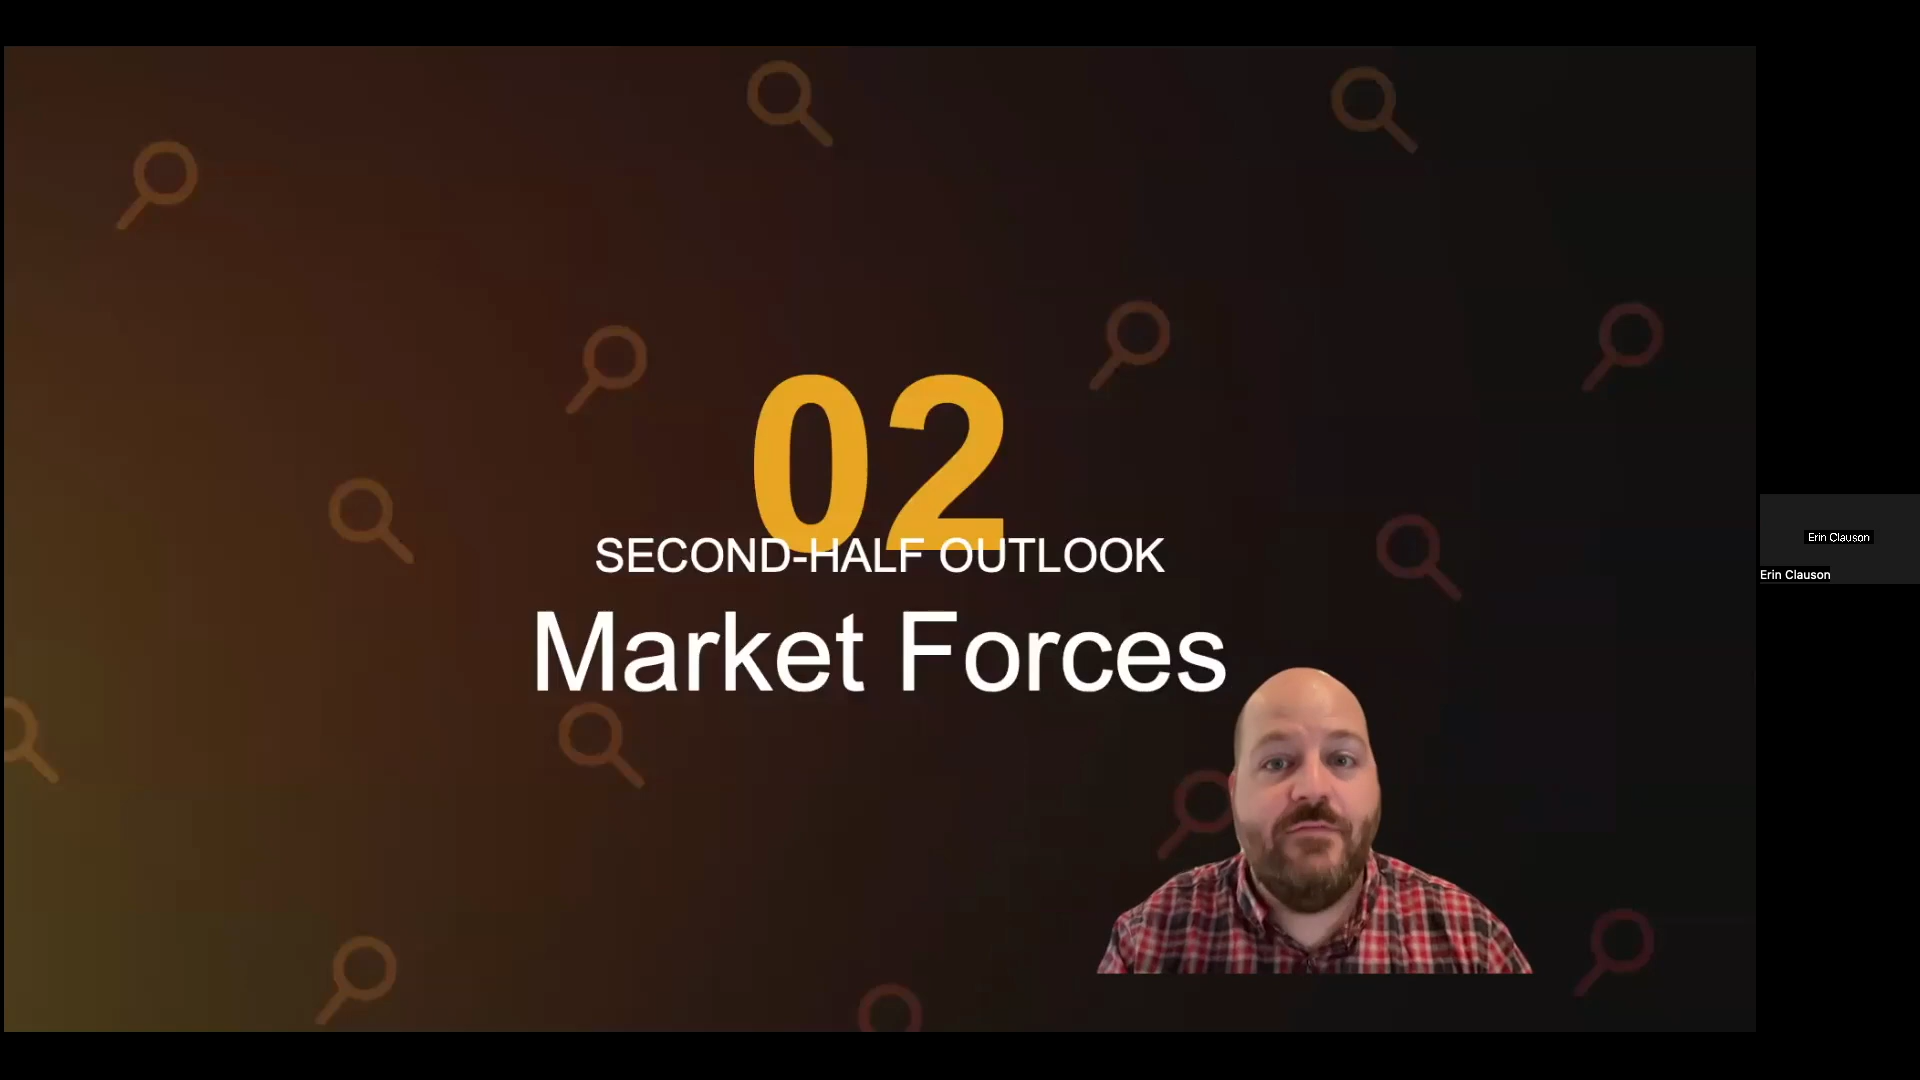 02
SECOND-HALF OUTLOOK
Market Forces
Erin Clauson
Erin Clauson